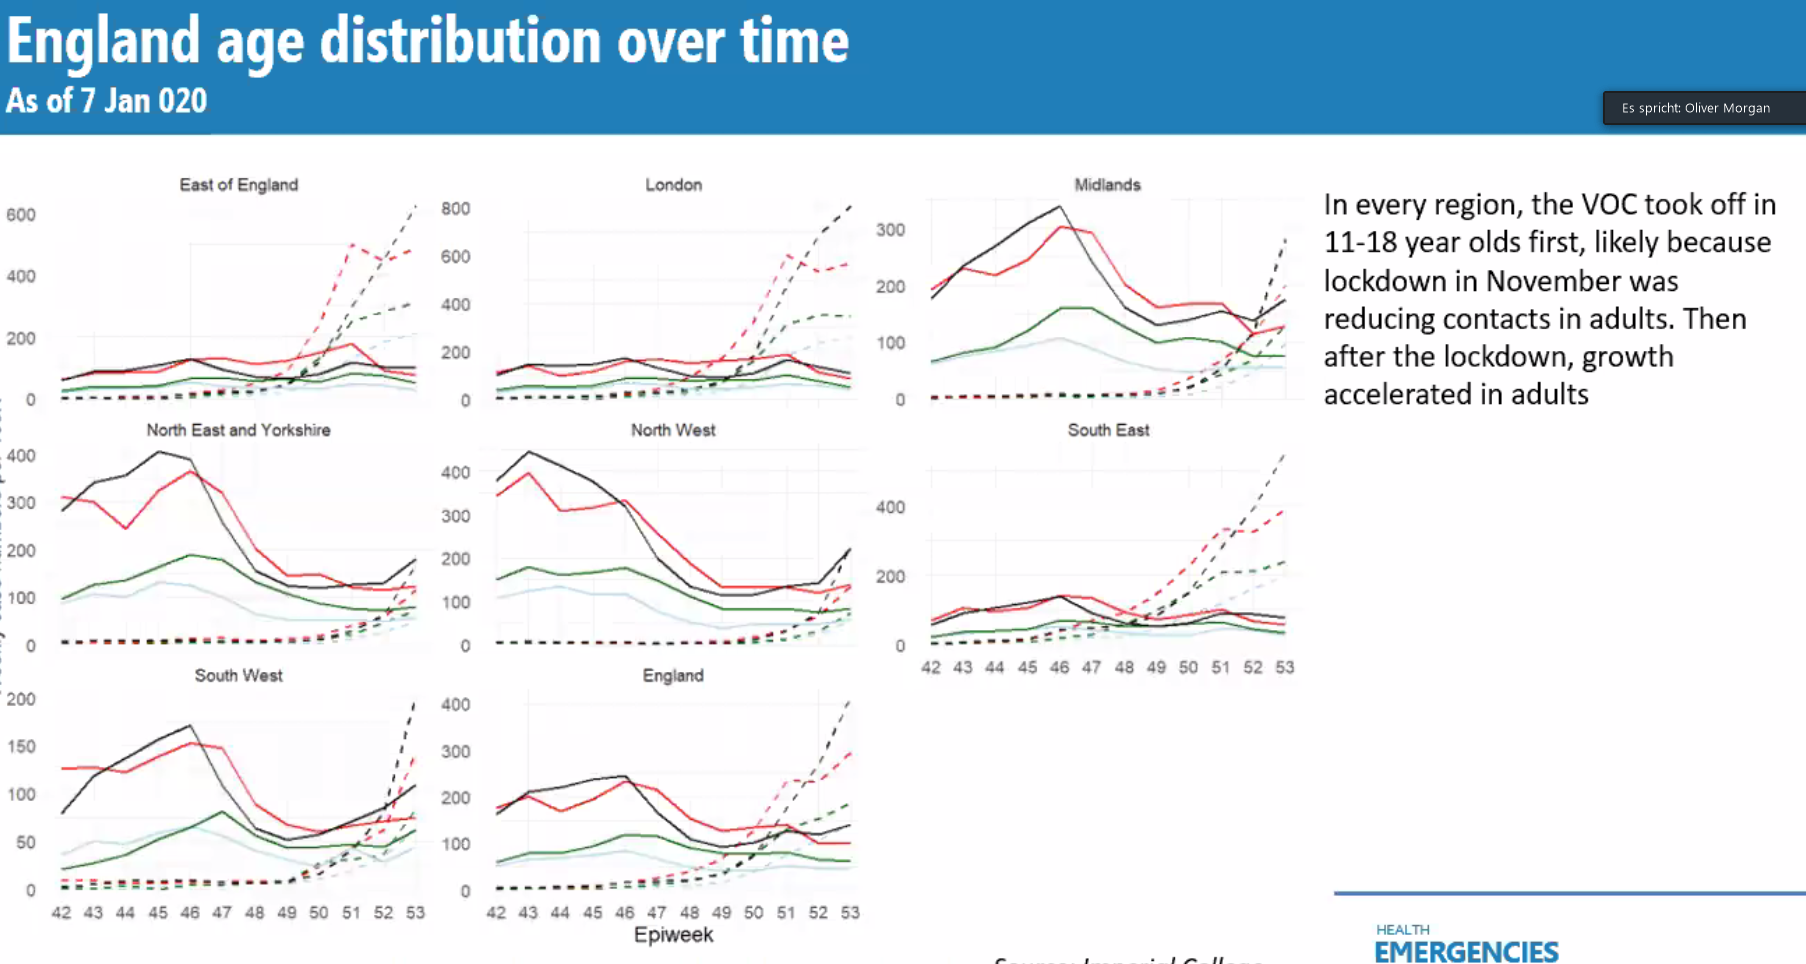 England age distribution over time
As of 7 Jan 020
Es spricht: Oliver Morgan
East of England
600
400
200
0
London
800
600
400
200
0
Midlands
300
200
100
0
In every region, the VOC took off in
11-18 year olds first, likely because
lockdown in November was
reducing contacts in adults. Then
after the lockdown, growth
accelerated in adults
North East and Yorkshire
400
300
200
100
0
North West
400
300
200
100
0
South East
400
200
0
42 43 44 45 46 47 48 49 50 51 52 53
South West
200
150
100
50
0
42 43 44 45 46 47 48 49 50 51 52 53
England
400
300
200
100
0
42 43 44 45 46 47 48 49 50 51 52 53
Epiweek
Source: Imperial College
HEALTH
EMERGENCIES